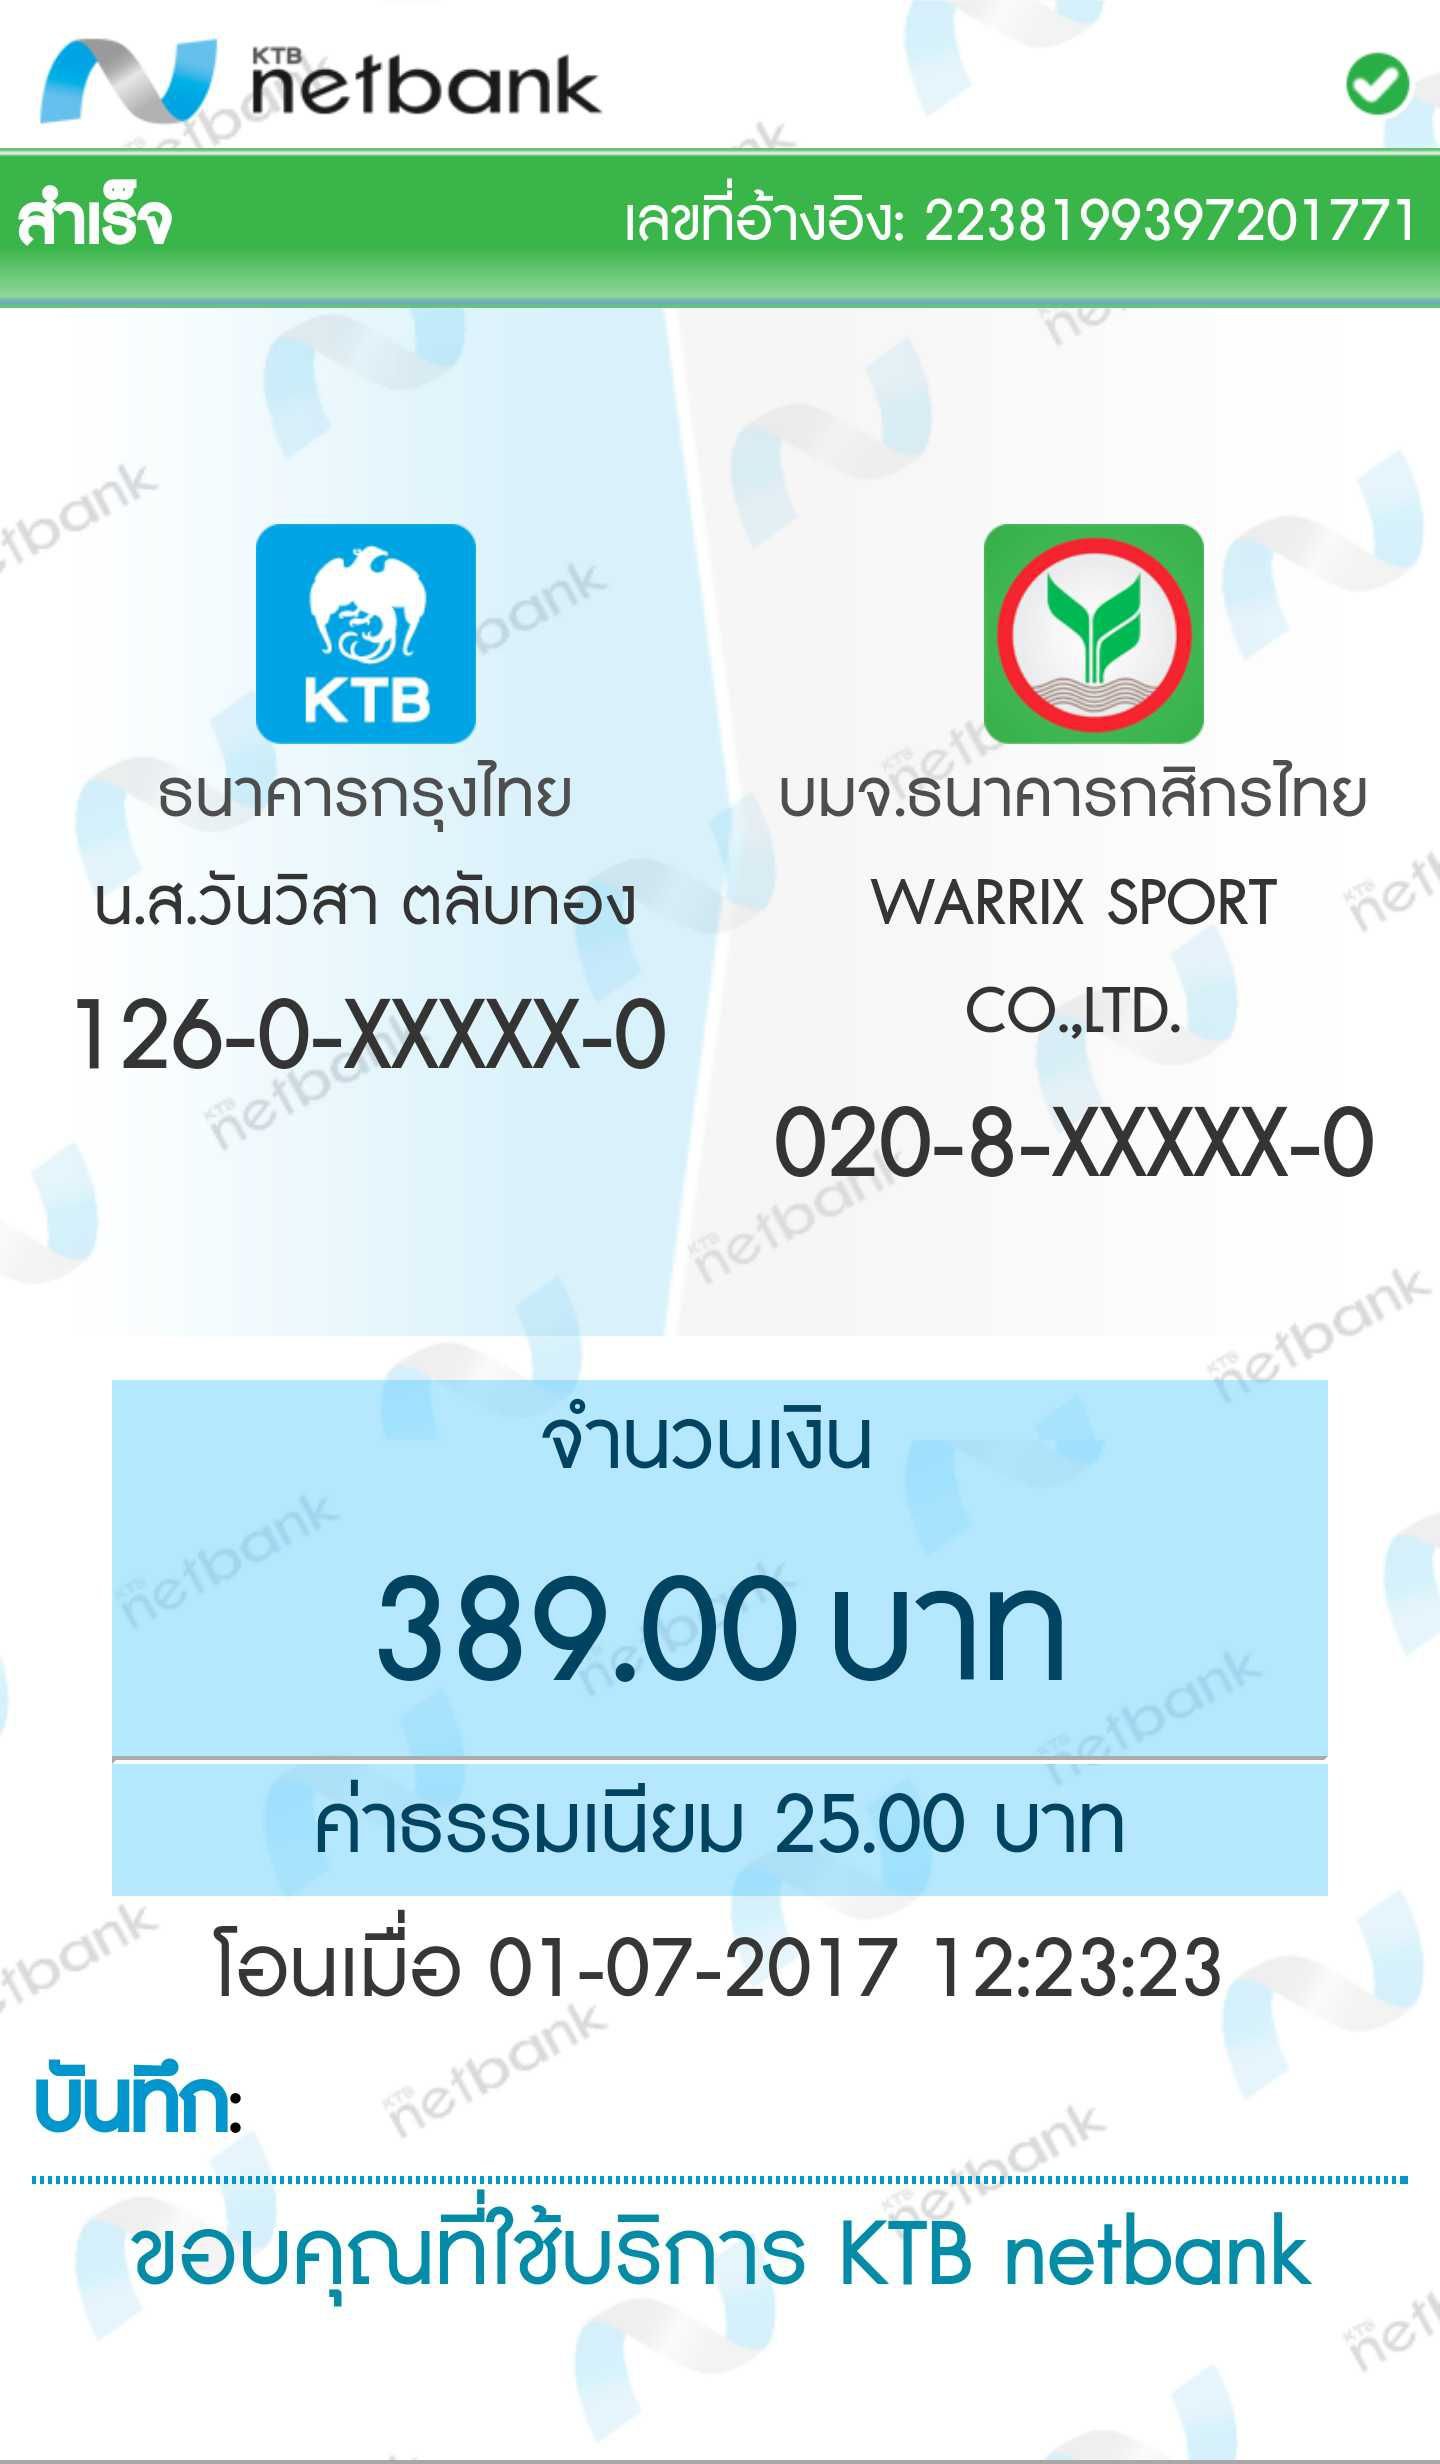 KTB
netbank
สำเร็จ
เลขที่อ้างอิง: 2238199397201771
KTB
ธนาคารกรุงไทย
น.ส.วันวิสา ตลับทอง
126-0-XXXXX-0
บมจ.ธนาคารกสิกรไทย
WARRIX SPORT
CO.,LTD.
020-8-XXXXX-0
จำนวนเงิน
389.00 บาท
ค่าธรรมเนียม 25.00 บาท
โอนเมื่อ 01-07-2017 12:23:23
บันทึก:
ขอบคุณที่ใช้บริการ KTB netbank